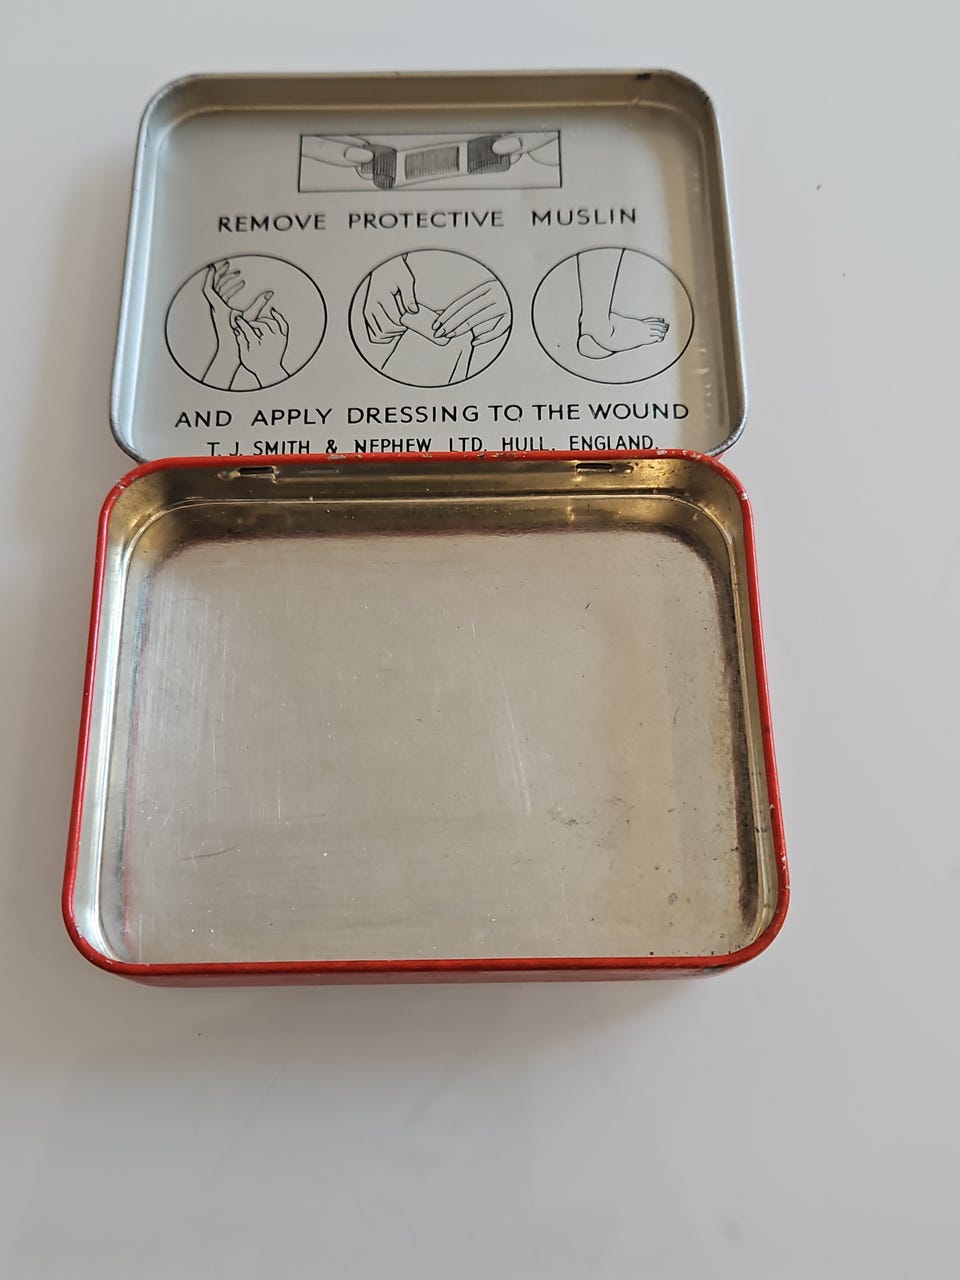 REMOVE PROTECTIVE MUSLIN
AND APPLY DRESSING TO THE WOUND
T. J. SMITH & NEPHEW LTD, HULL, ENGLAND.